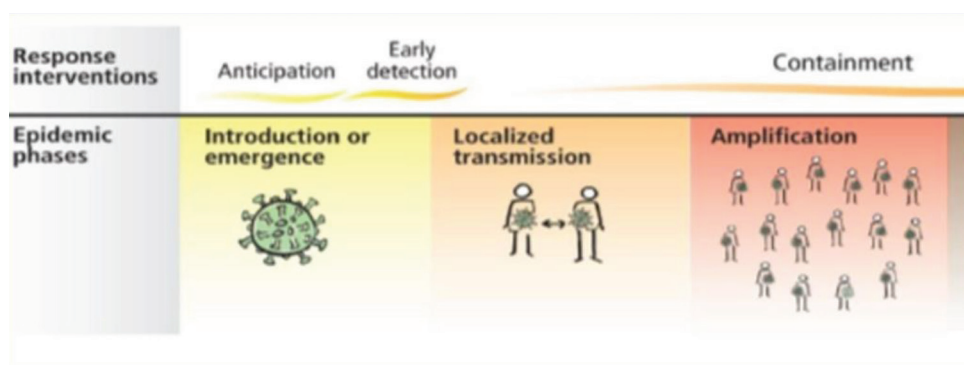 Response
interventions
Anticipation
Early
detection
Containment
Epidemic
phases
Introduction or
emergence
Localized
transmission
Amplification